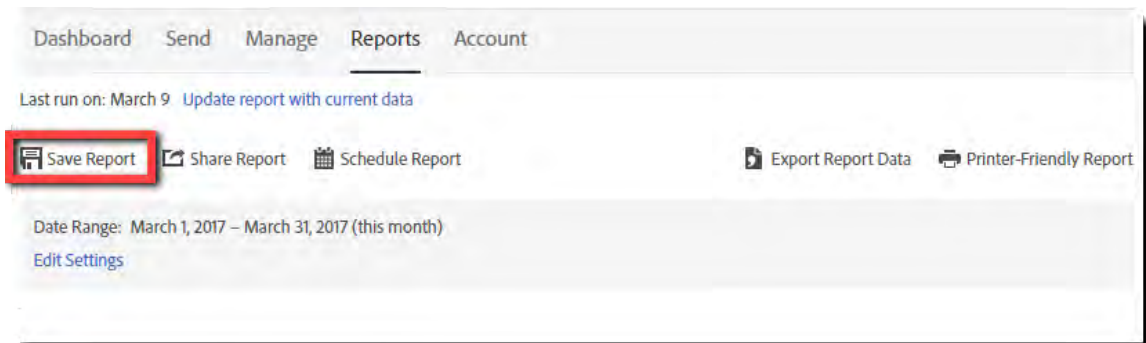 Dashboard Send Manage Reports Account
Last run on: March 9 Update report with current data
Save Report Share Report Schedule Report Export Report Data Printer-Friendly Report
Date Range: March 1, 2017 – March 31, 2017 (this month)
Edit Settings